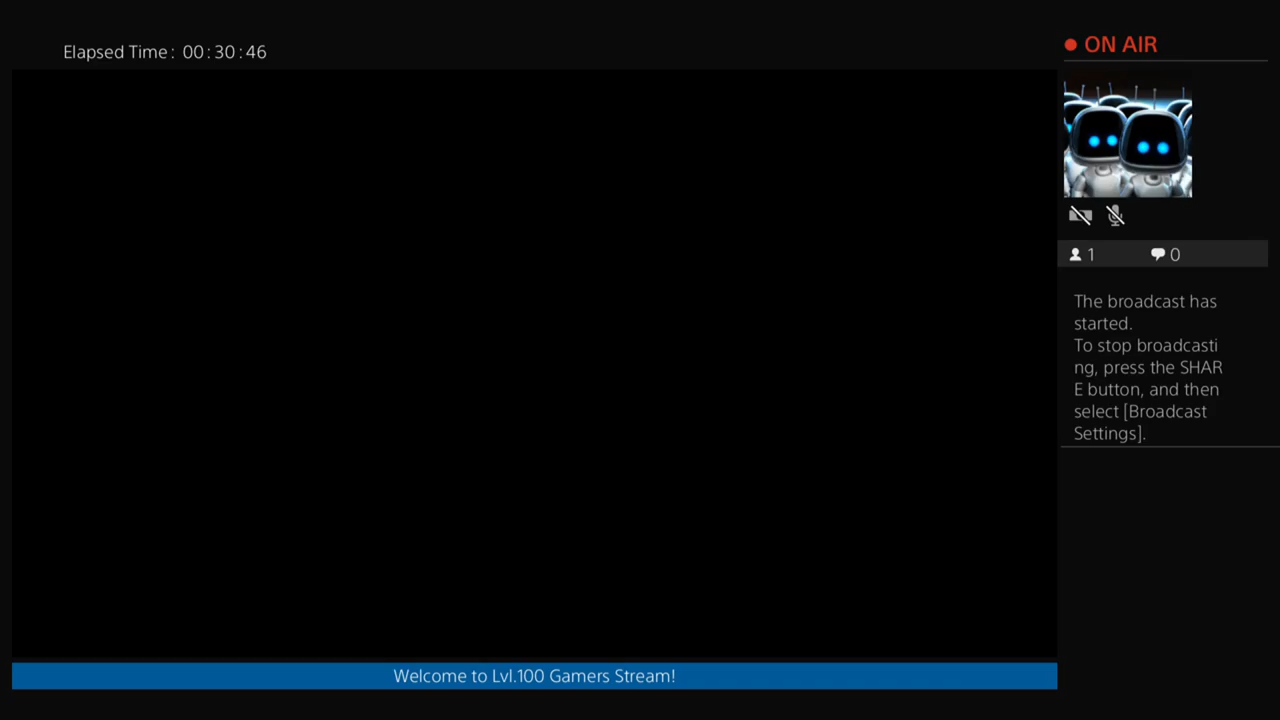 Elapsed Time: 00:30:46
ON AIR
1
0
The broadcast has
started.
To stop broadcasti
ng, press the SHAR
E button, and then
select [Broadcast
Settings].
Welcome to Lvl.100 Gamers Stream!